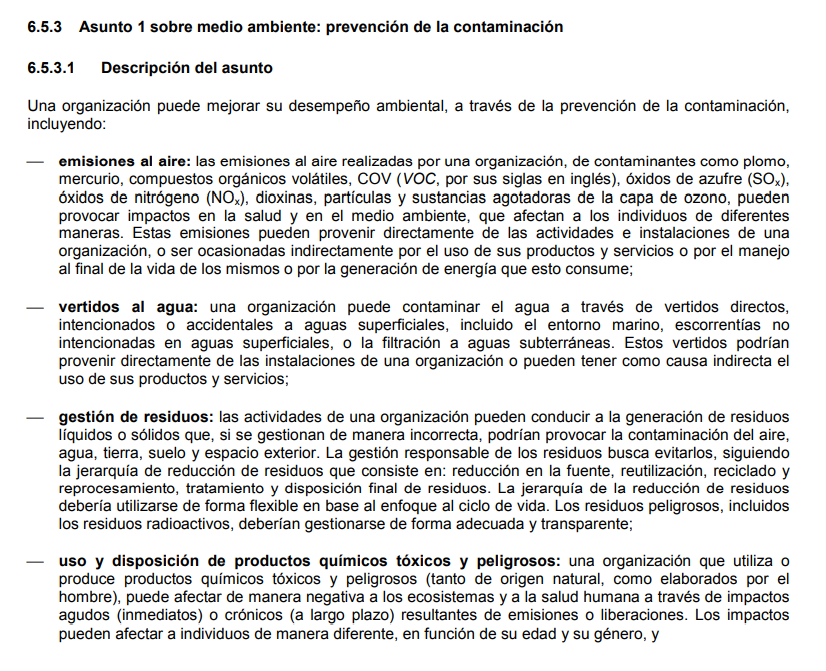 6.5.3 Asunto 1 sobre medio ambiente: prevención de la contaminación
6.5.3.1 Descripción del asunto
Una organización puede mejorar su desempeño ambiental, a través de la prevención de la contaminación,
incluyendo:
— emisiones al aire: las emisiones al aire realizadas por una organización, de contaminantes como plomo,
mercurio, compuestos orgánicos volátiles, COV (VOC, por sus siglas en inglés), óxidos de azufre (SOx),
óxidos de nitrógeno (NOx), dioxinas, partículas y sustancias agotadoras de la capa de ozono, pueden
provocar impactos en la salud y en el medio ambiente, que afectan a los individuos de diferentes
maneras. Estas emisiones pueden provenir directamente de las actividades e instalaciones de una
organización, o ser ocasionadas indirectamente por el uso de sus productos y servicios o por el manejo
al final de la vida de los mismos o por la generación de energía que esto consume;
— vertidos al agua: una organización puede contaminar el agua a través de vertidos directos,
intencionados o accidentales a aguas superficiales, incluido el entorno marino, escorrentías no
intencionadas en aguas superficiales, o la filtración a aguas subterráneas. Estos vertidos podrían
provenir directamente de las instalaciones de una organización o pueden tener como causa indirecta el
uso de sus productos y servicios;
— gestión de residuos: las actividades de una organización pueden conducir a la generación de residuos
líquidos o sólidos que, si se gestionan de manera incorrecta, podrían provocar la contaminación del aire,
agua, tierra, suelo y espacio exterior. La gestión responsable de los residuos busca evitarlos, siguiendo
la jerarquía de reducción de residuos que consiste en: reducción en la fuente, reutilización, reciclado y
reprocesamiento, tratamiento y disposición final de residuos. La jerarquía de la reducción de residuos
debería utilizarse de forma flexible en base al enfoque al ciclo de vida. Los residuos peligrosos, incluidos
los residuos radioactivos, deberían gestionarse de forma adecuada y transparente;
— uso y disposición de productos químicos tóxicos y peligrosos: una organización que utiliza o
produce productos químicos tóxicos y peligrosos (tanto de origen natural, como elaborados por el
hombre), puede afectar de manera negativa a los ecosistemas y a la salud humana a través de impactos
agudos (inmediatos) o crónicos (a largo plazo) resultantes de emisiones o liberaciones. Los impactos
pueden afectar a individuos de manera diferente, en función de su edad y su género, y